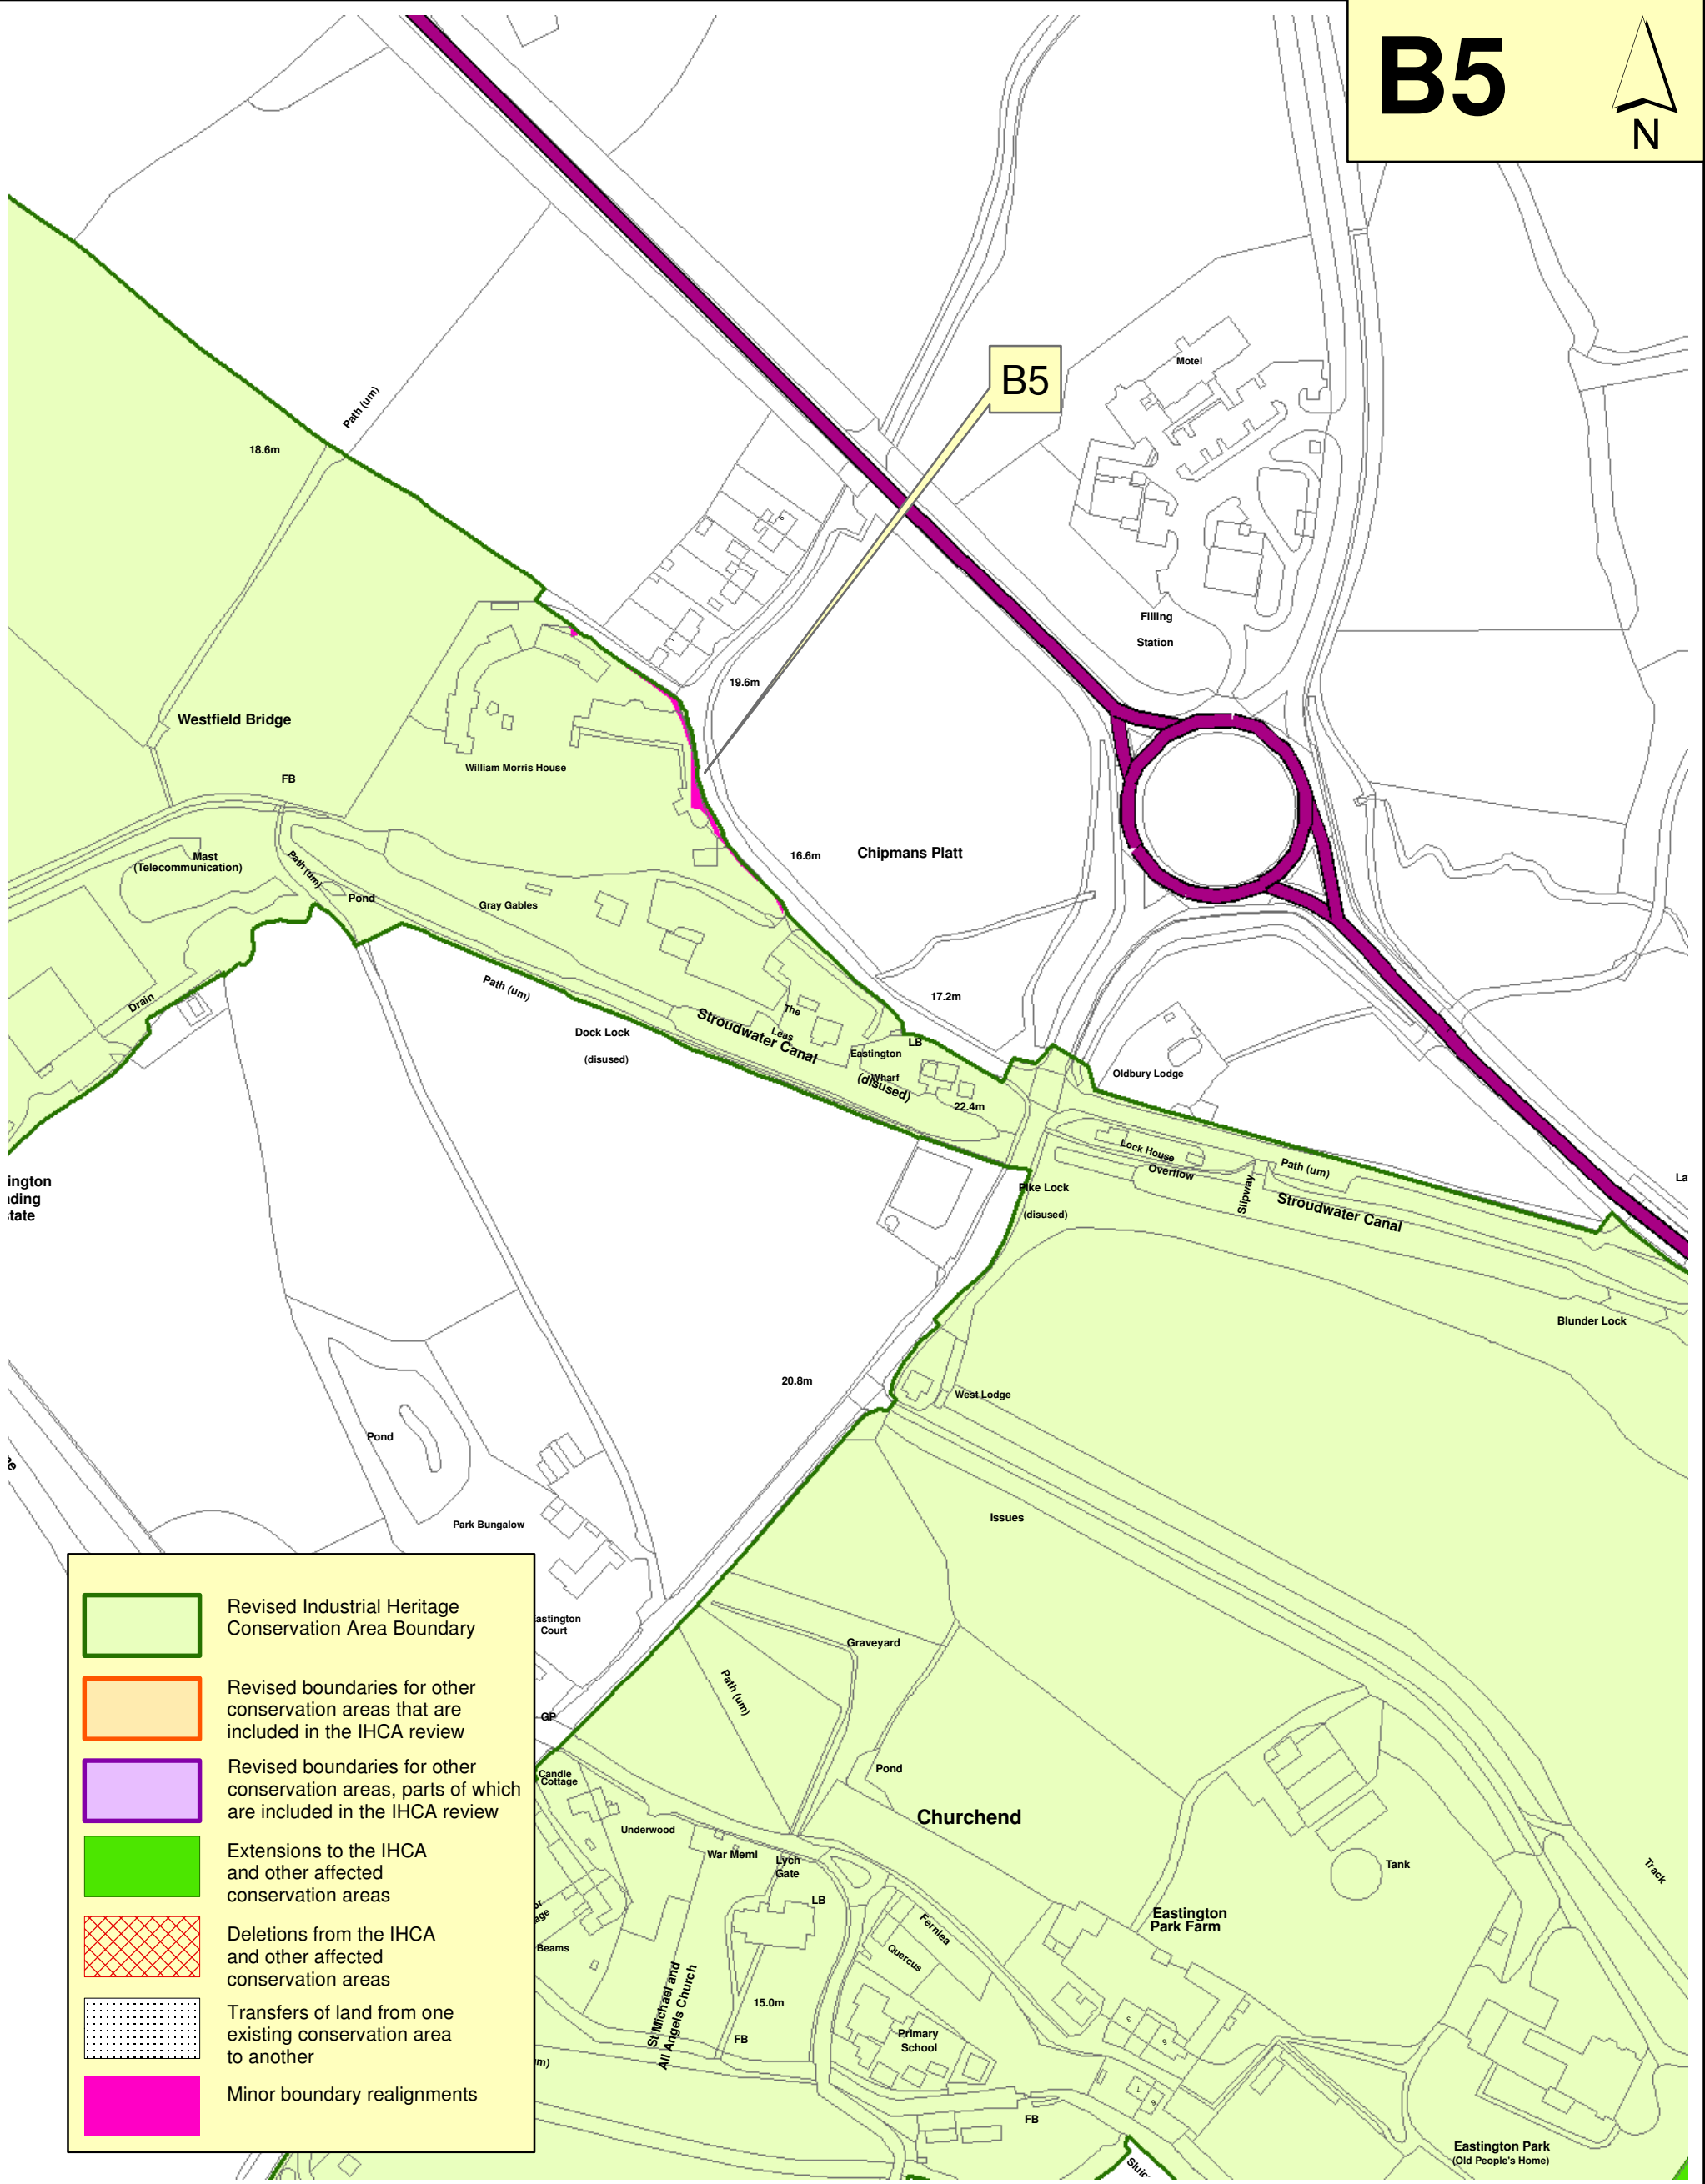 B5
N
B5
Motel
Path (um)
18.6m
Filling
Station
19.6m
Westfield Bridge
William Morris House
FB
16.6m
Chipmans Platt
Mast
(Telecommunication)
Path (um)
Pond
Gray Gables
Drain
Path (um)
17.2m
The
Leas
Stroudwater Canal
(disused)
Dock Lock
(disused)
LB
Eastington
Wharf
22.4m
Oldbury Lodge
Lock House
Overflow
Path (um)
Slipway
Stroudwater Canal
La
ington
ading
state
Pike Lock
(disused)
Blunder Lock
20.8m
West Lodge
Pond
Issues
Park Bungalow
astington
Court
Graveyard
Path (um)
GP
Candle
Cottage
Pond
Churchend
Underwood
War Meml
Lych
Gate
LB
Tank
Track
Eastington
Park Farm
Fernlea
Quercus
Beams
St Michael and
All Angels Church
15.0m
FB
Primary
School
m)
FB
Eastington Park
(Old People's Home)
Sluic
Revised Industrial Heritage
Conservation Area Boundary
Revised boundaries for other
conservation areas that are
included in the IHCA review
Revised boundaries for other
conservation areas, parts of which
are included in the IHCA review
Extensions to the IHCA
and other affected
conservation areas
Deletions from the IHCA
and other affected
conservation areas
Transfers of land from one
existing conservation area
to another
Minor boundary realignments